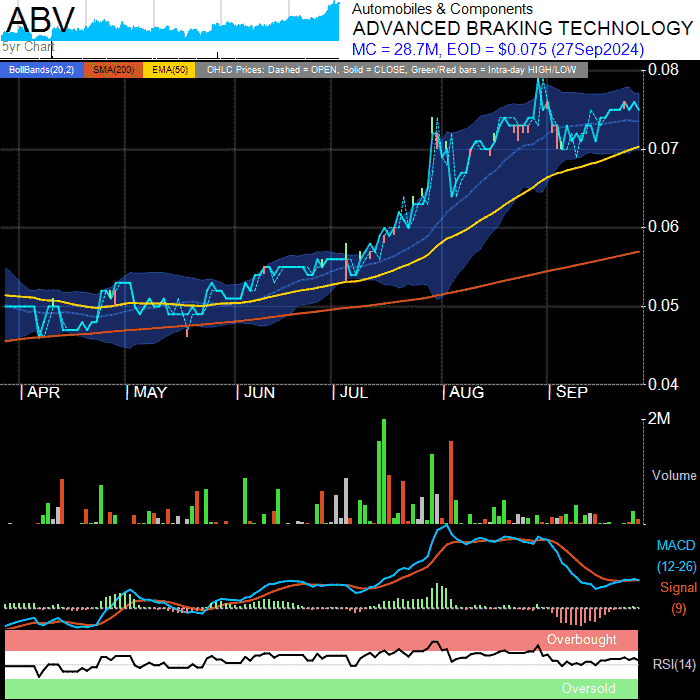 ABV
5yr Chart
Automobiles & Components
ADVANCED BRAKING TECHNOLOGY
MC = 28.7M, EOD = $0.075 (27Sep2024)
BollBands(20,2) SMA(200) EMA(50) OHLC Prices: Dashed = OPEN, Solid = CLOSE, Green/Red bars = Intra-day HIGH/LOW
0.08
0.07
0.06
0.05
0.04
APR MAY JUN JUL AUG SEP
2M
Volume
MACD
(12-26)
Signal
(9)
Overbought
RSI(14)
Oversold